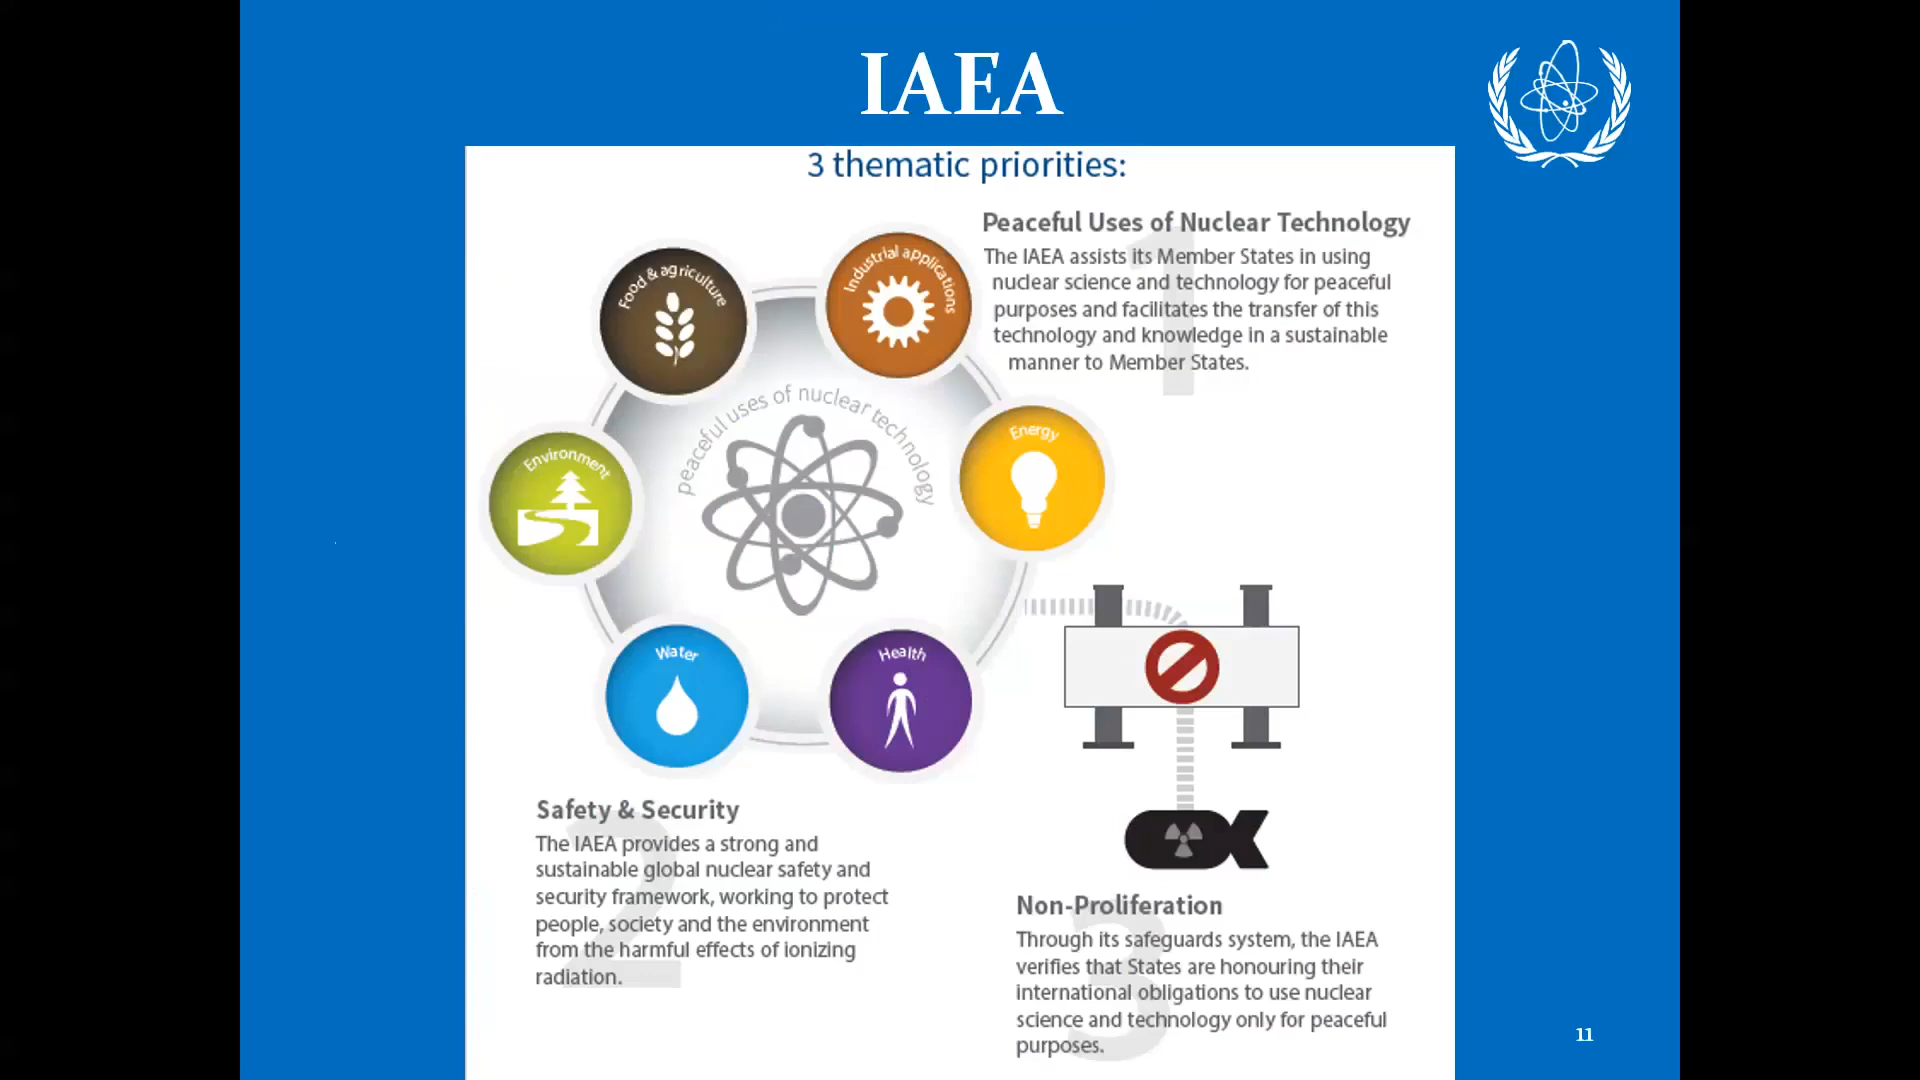 IAEA
3 thematic priorities:
Peaceful Uses of Nuclear Technology
The IAEA assists its Member States in using
nuclear science and technology for peaceful
purposes and facilitates the transfer of this
technology and knowledge in a sustainable
manner to Member States.
1
Food & agriculture
Industrial applications
Environment
peaceful uses of nuclear technology
Energy
Water
Health
Safety & Security
The IAEA provides a strong and
sustainable global nuclear safety and
security framework, working to protect
people, society and the environment
from the harmful effects of ionizing
radiation.
2
Non-Proliferation
Through its safeguards system, the IAEA
verifies that States are honouring their
international obligations to use nuclear
science and technology only for peaceful
purposes.
3
11